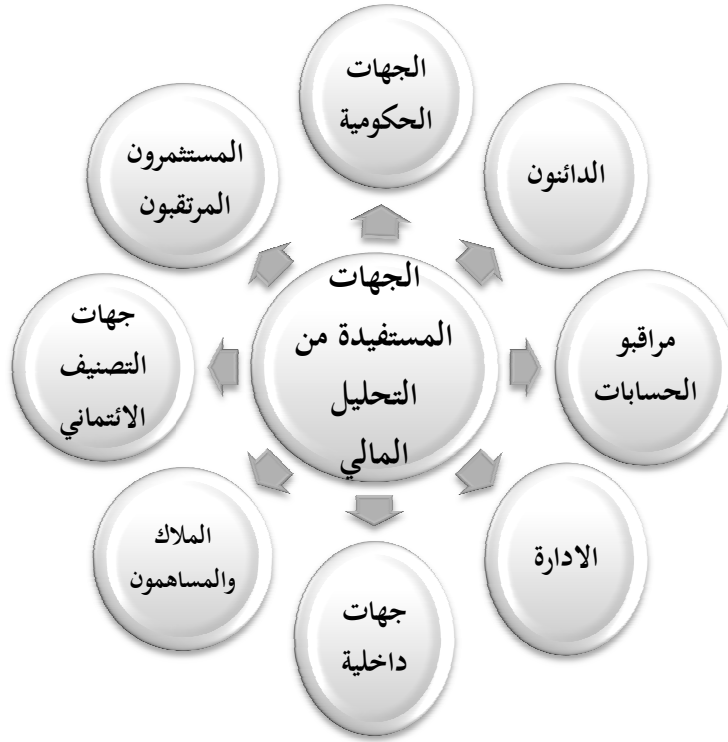 الجهات
الحكومية
الدائنون
مراقبو
الحسابات
الادارة
جهات
داخلية
الملاك
والمساهمون
جهات
التصنيف
الائتماني
المستثمرون
المرتقبون
الجهات
المستفيدة من
التحليل
المالي